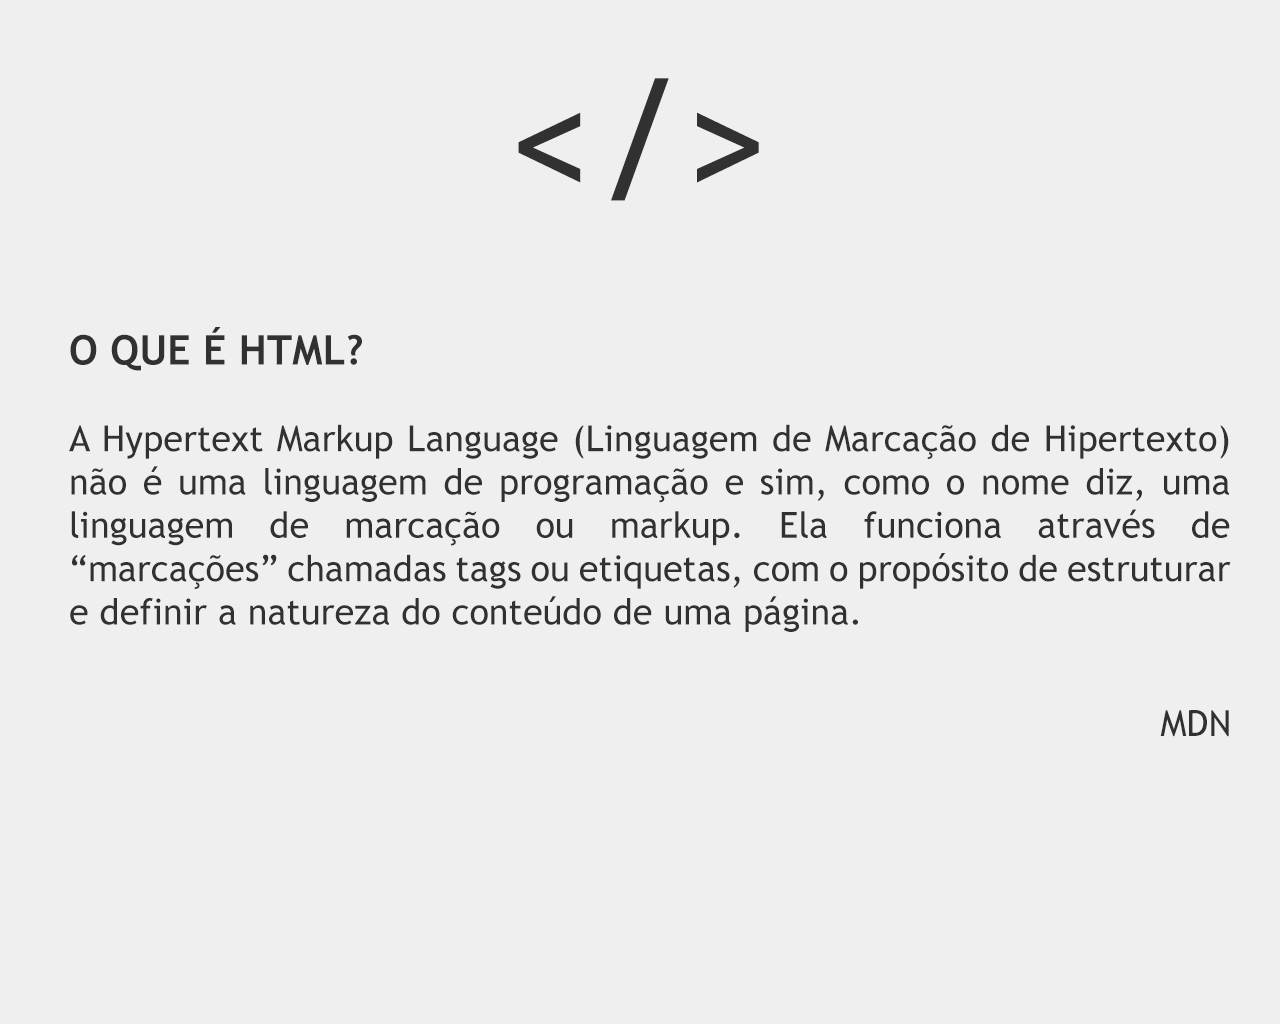 </>
O QUE É HTML?
A Hypertext Markup Language (Linguagem de Marcação de Hipertexto)
não é uma linguagem de programação e sim, como o nome diz, uma
linguagem de marcação ou markup. Ela funciona através de
“marcações” chamadas tags ou etiquetas, com o propósito de estruturar
e definir a natureza do conteúdo de uma página.
MDN